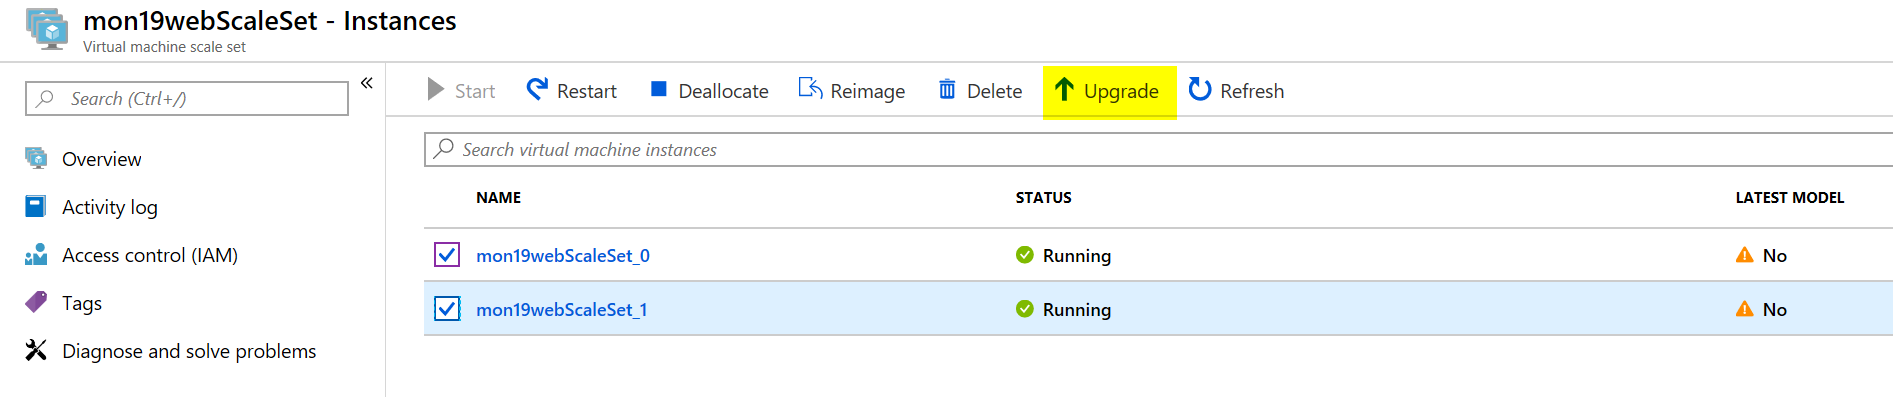 mon19webScaleSet - Instances
Virtual machine scale set
Search (Ctrl+/)
«
Overview
Activity log
Access control (IAM)
Tags
Diagnose and solve problems
Start Restart Deallocate Reimage Delete Upgrade Refresh
Search virtual machine instances
NAME STATUS LATEST MODEL
mon19webScaleSet_0 Running No
mon19webScaleSet_1 Running No